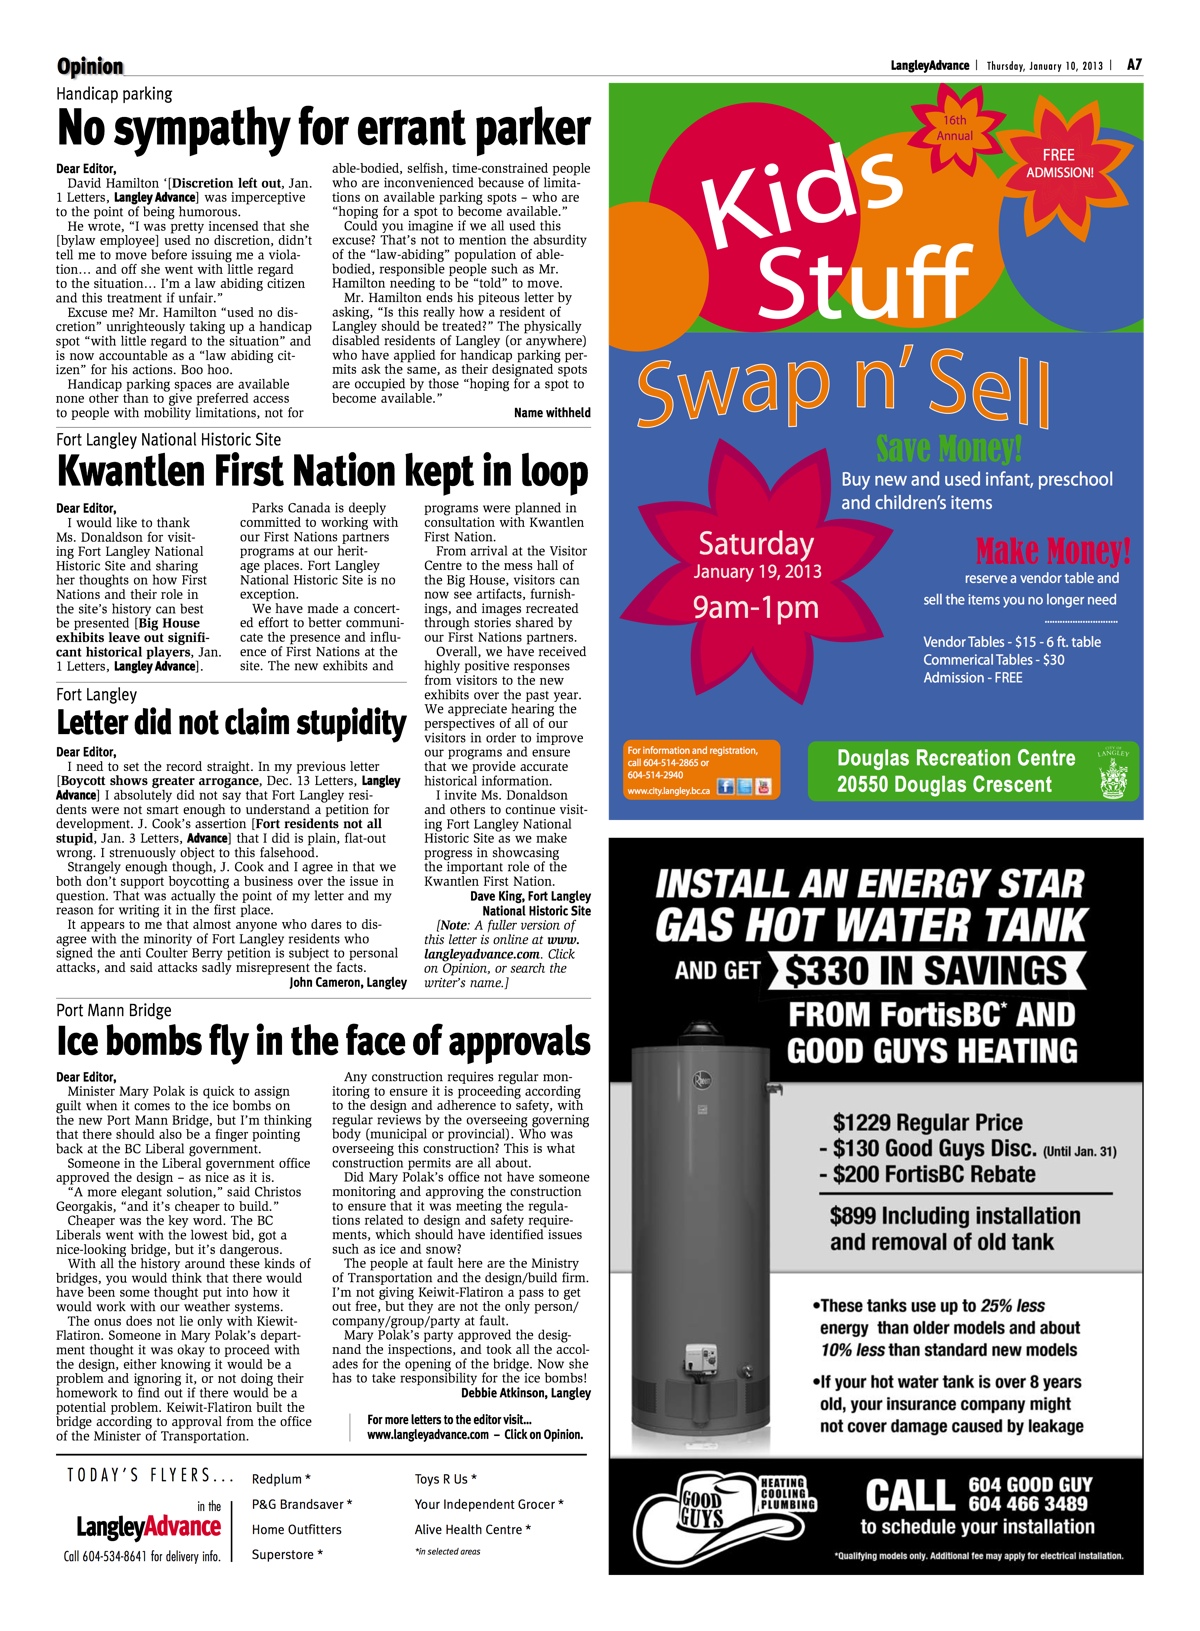 Opinion
LangleyAdvance | Thursday, January 10, 2013 | A7
Handicap parking
No sympathy for errant parker
Dear Editor,
David Hamilton ‘[Discretion left out, Jan.
1 Letters, Langley Advance] was imperceptive
to the point of being humorous.
He wrote, “I was pretty incensed that she
[bylaw employee] used no discretion, didn’t
tell me to move before issuing me a viola-
tion… and off she went with little regard
to the situation… I’m a law abiding citizen
and this treatment if unfair.”
Excuse me? Mr. Hamilton “used no dis-
cretion” unrighteously taking up a handicap
spot “with little regard to the situation” and
is now accountable as a “law abiding cit-
izen” for his actions. Boo hoo.
Handicap parking spaces are available
none other than to give preferred access
to people with mobility limitations, not for
able-bodied, selfish, time-constrained people
who are inconvenienced because of limita-
tions on available parking spots – who are
“hoping for a spot to become available.”
Could you imagine if we all used this
excuse? That’s not to mention the absurdity
of the “law-abiding” population of able-
bodied, responsible people such as Mr.
Hamilton needing to be “told” to move.
Mr. Hamilton ends his piteous letter by
asking, “Is this really how a resident of
Langley should be treated?” The physically
disabled residents of Langley (or anywhere)
who have applied for handicap parking per-
mits ask the same, as their designated spots
are occupied by those “hoping for a spot to
become available.”
Name withheld
Fort Langley National Historic Site
Kwantlen First Nation kept in loop
Dear Editor,
I would like to thank
Ms. Donaldson for visit-
ing Fort Langley National
Historic Site and sharing
her thoughts on how First
Nations and their role in
the site’s history can best
be presented [Big House
exhibits leave out signifi-
cant historical players, Jan.
1 Letters, Langley Advance].
Parks Canada is deeply
committed to working with
our First Nations partners
programs at our herit-
age places. Fort Langley
National Historic Site is no
exception.
We have made a concert-
ed effort to better communi-
cate the presence and influ-
ence of First Nations at the
site. The new exhibits and
programs were planned in
consultation with Kwantlen
First Nation.
From arrival at the Visitor
Centre to the mess hall of
the Big House, visitors can
now see artifacts, furnish-
ings, and images recreated
through stories shared by
our First Nations partners.
Overall, we have received
highly positive responses
from visitors to the new
exhibits over the past year.
We appreciate hearing the
perspectives of all of our
visitors in order to improve
our programs and ensure
that we provide accurate
historical information.
I invite Ms. Donaldson
and others to continue visit-
ing Fort Langley National
Historic Site as we make
progress in showcasing
the important role of the
Kwantlen First Nation.
Dave King, Fort Langley
National Historic Site
[Note: A fuller version of
this letter is online at www.
langleyadvance.com. Click
on Opinion, or search the
writer’s name.]
Fort Langley
Letter did not claim stupidity
Dear Editor,
I need to set the record straight. In my previous letter
[Boycott shows greater arrogance, Dec. 13 Letters, Langley
Advance] I absolutely did not say that Fort Langley resi-
dents were not smart enough to understand a petition for
development. J. Cook’s assertion [Fort residents not all
stupid, Jan. 3 Letters, Advance] that I did is plain, flat-out
wrong. I strenuously object to this falsehood.
Strangely enough though, J. Cook and I agree in that we
both don’t support boycotting a business over the issue in
question. That was actually the point of my letter and my
reason for writing it in the first place.
It appears to me that almost anyone who dares to dis-
agree with the minority of Fort Langley residents who
signed the anti Coulter Berry petition is subject to personal
attacks, and said attacks sadly misrepresent the facts.
John Cameron, Langley
Port Mann Bridge
Ice bombs fly in the face of approvals
Dear Editor,
Minister Mary Polak is quick to assign
guilt when it comes to the ice bombs on
the new Port Mann Bridge, but I’m thinking
that there should also be a finger pointing
back at the BC Liberal government.
Someone in the Liberal government office
approved the design – as nice as it is.
“A more elegant solution,” said Christos
Georgakis, “and it’s cheaper to build.”
Cheaper was the key word. The BC
Liberals went with the lowest bid, got a
nice-looking bridge, but it’s dangerous.
With all the history around these kinds of
bridges, you would think that there would
have been some thought put into how it
would work with our weather systems.
The onus does not lie only with Kiewit-
Flatiron. Someone in Mary Polak’s depart-
ment thought it was okay to proceed with
the design, either knowing it would be a
problem and ignoring it, or not doing their
homework to find out if there would be a
potential problem. Keiwit-Flatiron built the
bridge according to approval from the office
of the Minister of Transportation.
Any construction requires regular mon-
itoring to ensure it is proceeding according
to the design and adherence to safety, with
regular reviews by the overseeing governing
body (municipal or provincial). Who was
overseeing this construction? This is what
construction permits are all about.
Did Mary Polak’s office not have someone
monitoring and approving the construction
to ensure that it was meeting the regula-
tions related to design and safety require-
ments, which should have identified issues
such as ice and snow?
The people at fault here are the Ministry
of Transportation and the design/build firm.
I’m not giving Keiwit-Flatiron a pass to get
out free, but they are not the only person/
company/group/party at fault.
Mary Polak’s party approved the desig-
nand the inspections, and took all the accol-
ades for the opening of the bridge. Now she
has to take responsibility for the ice bombs!
Debbie Atkinson, Langley
For more letters to the editor visit...
www.langleyadvance.com – Click on Opinion.
TODAY’S FLYERS...
in the
LangleyAdvance
Call 604-534-8641 for delivery info.
Redplum *
P&G Brandsaver *
Home Outfitters
Superstore *
Toys R Us *
Your Independent Grocer *
Alive Health Centre *
*in selected areas
16th
Annual
FREE
ADMISSION!
Kids
Stuff
Swap n’ Sell
Save Money!
Buy new and used infant, preschool
and children’s items
Saturday
January 19, 2013
9am-1pm
Make Money!
reserve a vendor table and
sell the items you no longer need
Vendor Tables - $15 - 6 ft. table
Commerical Tables - $30
Admission - FREE
For information and registration,
call 604-514-2865 or
604-514-2940
www.city.langley.bc.ca
Douglas Recreation Centre
20550 Douglas Crescent
CITY OF
LANGLEY
INSTALL AN ENERGY STAR
GAS HOT WATER TANK
AND GET $330 IN SAVINGS
FROM FortisBC* AND
GOOD GUYS HEATING
Rheem
$1229 Regular Price
- $130 Good Guys Disc. (Until Jan. 31)
- $200 FortisBC Rebate
$899 Including installation
and removal of old tank
•These tanks use up to 25% less
energy than older models and about
10% less than standard new models
•If your hot water tank is over 8 years
old, your insurance company might
not cover damage caused by leakage
GOOD
GUYS
HEATING
COOLING
PLUMBING
CALL 604 GOOD GUY
604 466 3489
to schedule your installation
*Qualifying models only. Additional fee may apply for electrical installation.